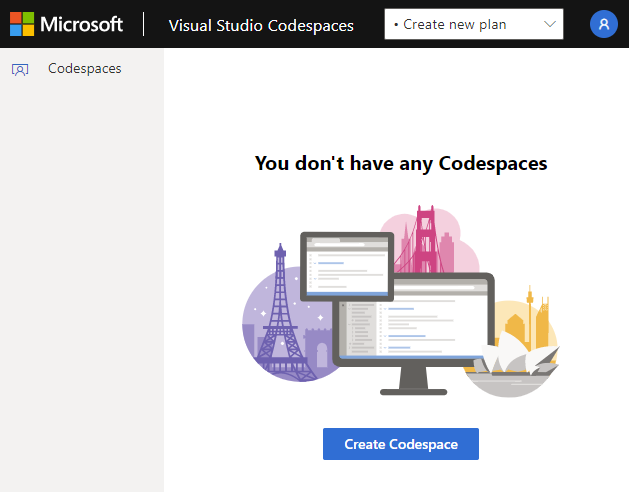 Microsoft
Visual Studio Codespaces
• Create new plan
Codespaces
You don't have any Codespaces
Create Codespace